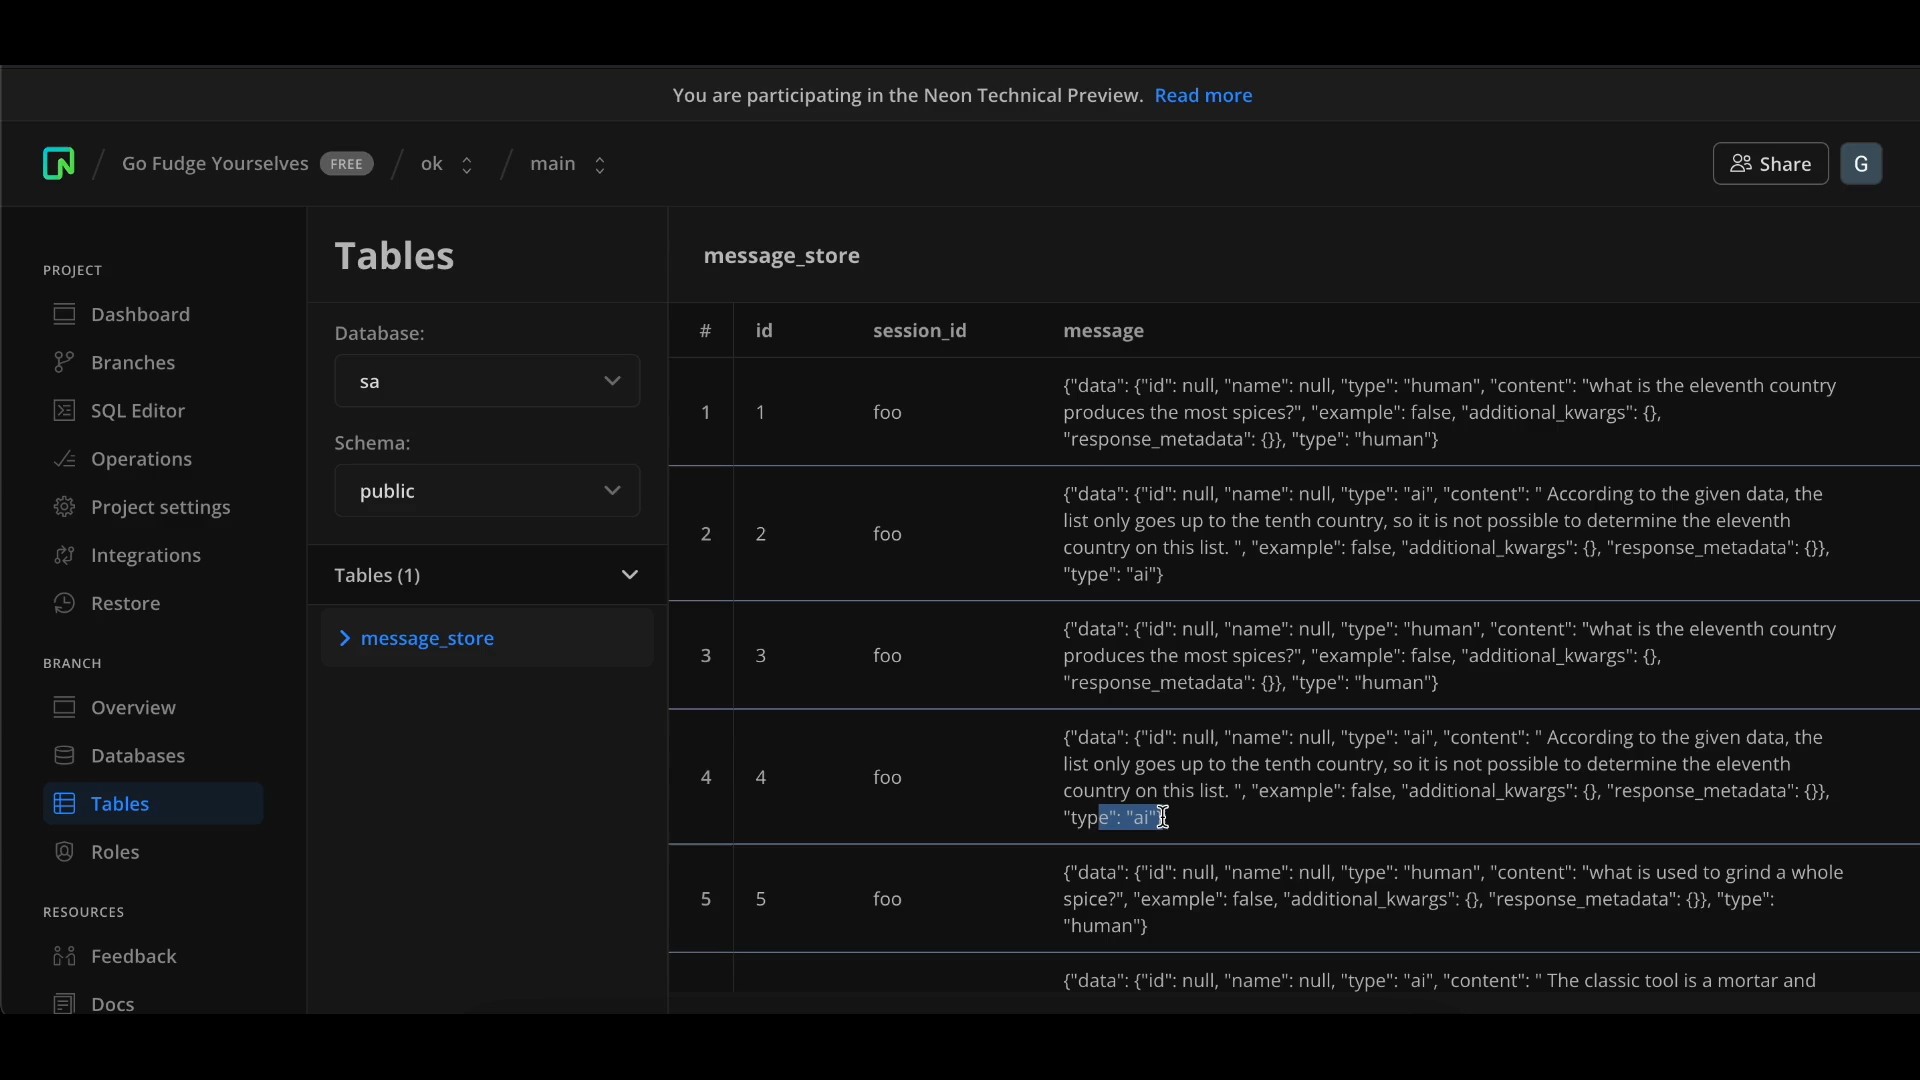 You are participating in the Neon Technical Preview. Read more
Go Fudge Yourselves FREE / ok / main
Share G
PROJECT
Dashboard
Branches
SQL Editor
Operations
Project settings
Integrations
Restore
BRANCH
Overview
Databases
Tables
Roles
RESOURCES
Feedback
Docs
Tables
Database:
sa
Schema:
public
Tables (1)
message_store
message_store
# id session_id message
1 1 foo {"data": {"id": null, "name": null, "type": "human", "content": "what is the eleventh country
produces the most spices?", "example": false, "additional_kwargs": {},
"response_metadata": {}}, "type": "human"}
2 2 foo {"data": {"id": null, "name": null, "type": "ai", "content": " According to the given data, the
list only goes up to the tenth country, so it is not possible to determine the eleventh
country on this list. ", "example": false, "additional_kwargs": {}, "response_metadata": {}},
"type": "ai"}
3 3 foo {"data": {"id": null, "name": null, "type": "human", "content": "what is the eleventh country
produces the most spices?", "example": false, "additional_kwargs": {},
"response_metadata": {}}, "type": "human"}
4 4 foo {"data": {"id": null, "name": null, "type": "ai", "content": " According to the given data, the
list only goes up to the tenth country, so it is not possible to determine the eleventh
country on this list. ", "example": false, "additional_kwargs": {}, "response_metadata": {}},
"type": "ai"}
5 5 foo {"data": {"id": null, "name": null, "type": "human", "content": "what is used to grind a whole
spice?", "example": false, "additional_kwargs": {}, "response_metadata": {}}, "type":
"human"}
{"data": {"id": null, "name": null, "type": "ai", "content": " The classic tool is a mortar and